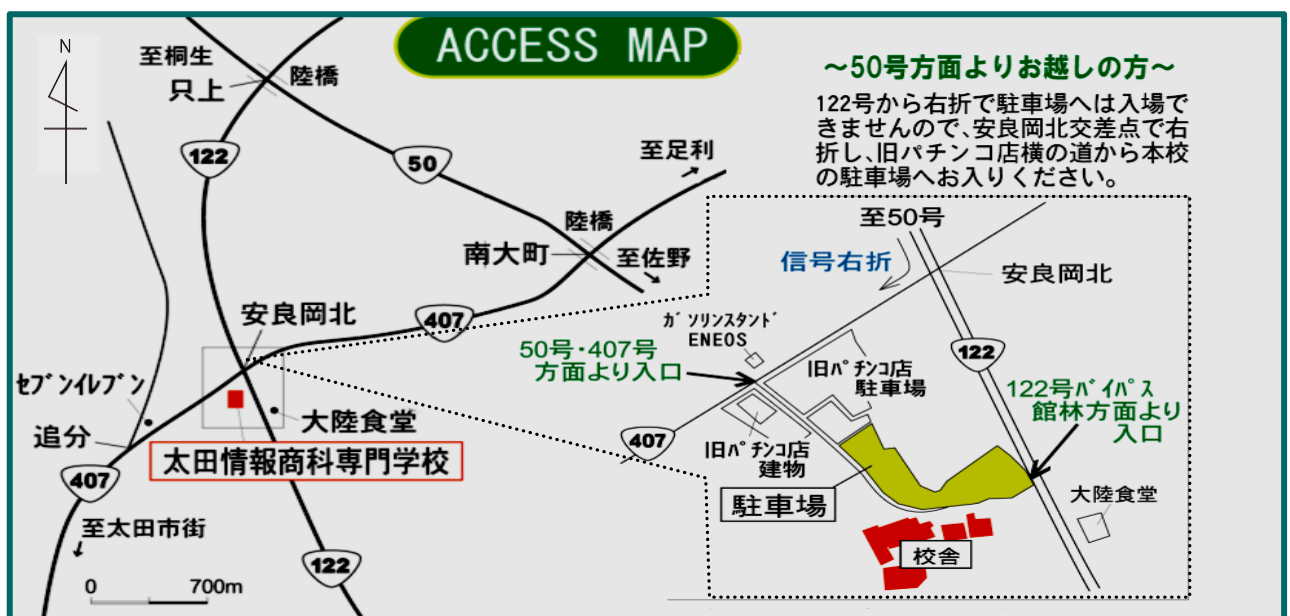 ACCESS MAP
N
至桐生
只上
陸橋
122
50
至足利
陸橋
南大町
至佐野
安良岡北
407
セブンイレブン
追分
大陸食堂
太田情報商科専門学校
407
至太田市街
122
0
700m
～50号方面よりお越しの方～
122号から右折で駐車場へは入場で
きませんので､安良岡北交差点で右
折し､旧パチンコ店横の道から本校
の駐車場へお入りください｡
至50号
信号右折
安良岡北
ｶﾞｿﾘﾝｽﾀﾝﾄﾞ
ENEOS
50号･407号
方面より入口
旧ﾊﾟﾁﾝｺ店
駐車場
122
122号ﾊﾞｲﾊﾟｽ
館林方面より
入口
407
旧ﾊﾟﾁﾝｺ店
建物
駐車場
大陸食堂
校舎